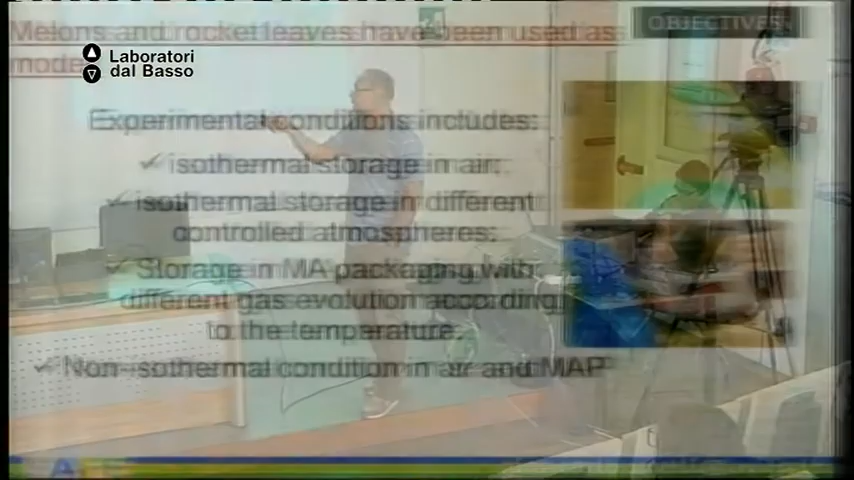 OBJECTIVES
Melons and rocket leaves have been used as
mode
Laboratori
dal Basso
Experimental conditions includes:
✓ isothermal storage in air;
✓ isothermal storage in different
controlled atmospheres;
✓ Storage in MA packaging with
different gas evolution according
to the temperature
✓ Non-isothermal condition in air and MAP